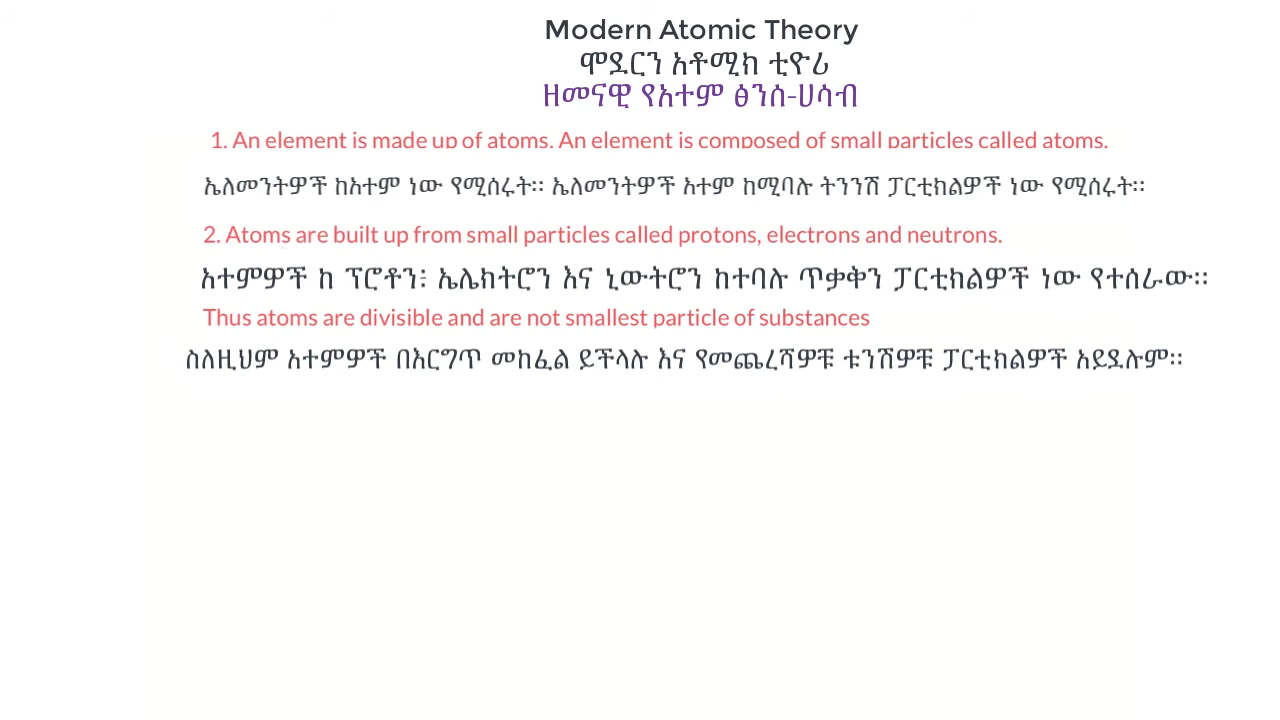 Modern Atomic Theory
ሞደርን አቶሚክ ቲዮሪ
ዘመናዊ የአተም ፅንሰ-ሀሳብ
1. An element is made up of atoms. An element is composed of small particles called atoms.
ኤለመንትዎች ከአተም ነው የሚሰሩት። ኤለመንትዎች አተም ከሚባሉ ትንንሽ ፓርቲክልዎች ነው የሚሰሩት።
2. Atoms are built up from small particles called protons, electrons and neutrons.
አተምዎች ከ ፕሮቶን፤ ኤሌክትሮን እና ኒውትሮን ከተባሉ ጥቃቅን ፓርቲክልዎች ነው የተሰራው።
Thus atoms are divisible and are not smallest particle of substances
ስለዚህም አተምዎች በእርግጥ መከፈል ይችላሉ እና የመጨረሻዎቹ ቱንሽዎቹ ፓርቲክልዎች አይደሉም።